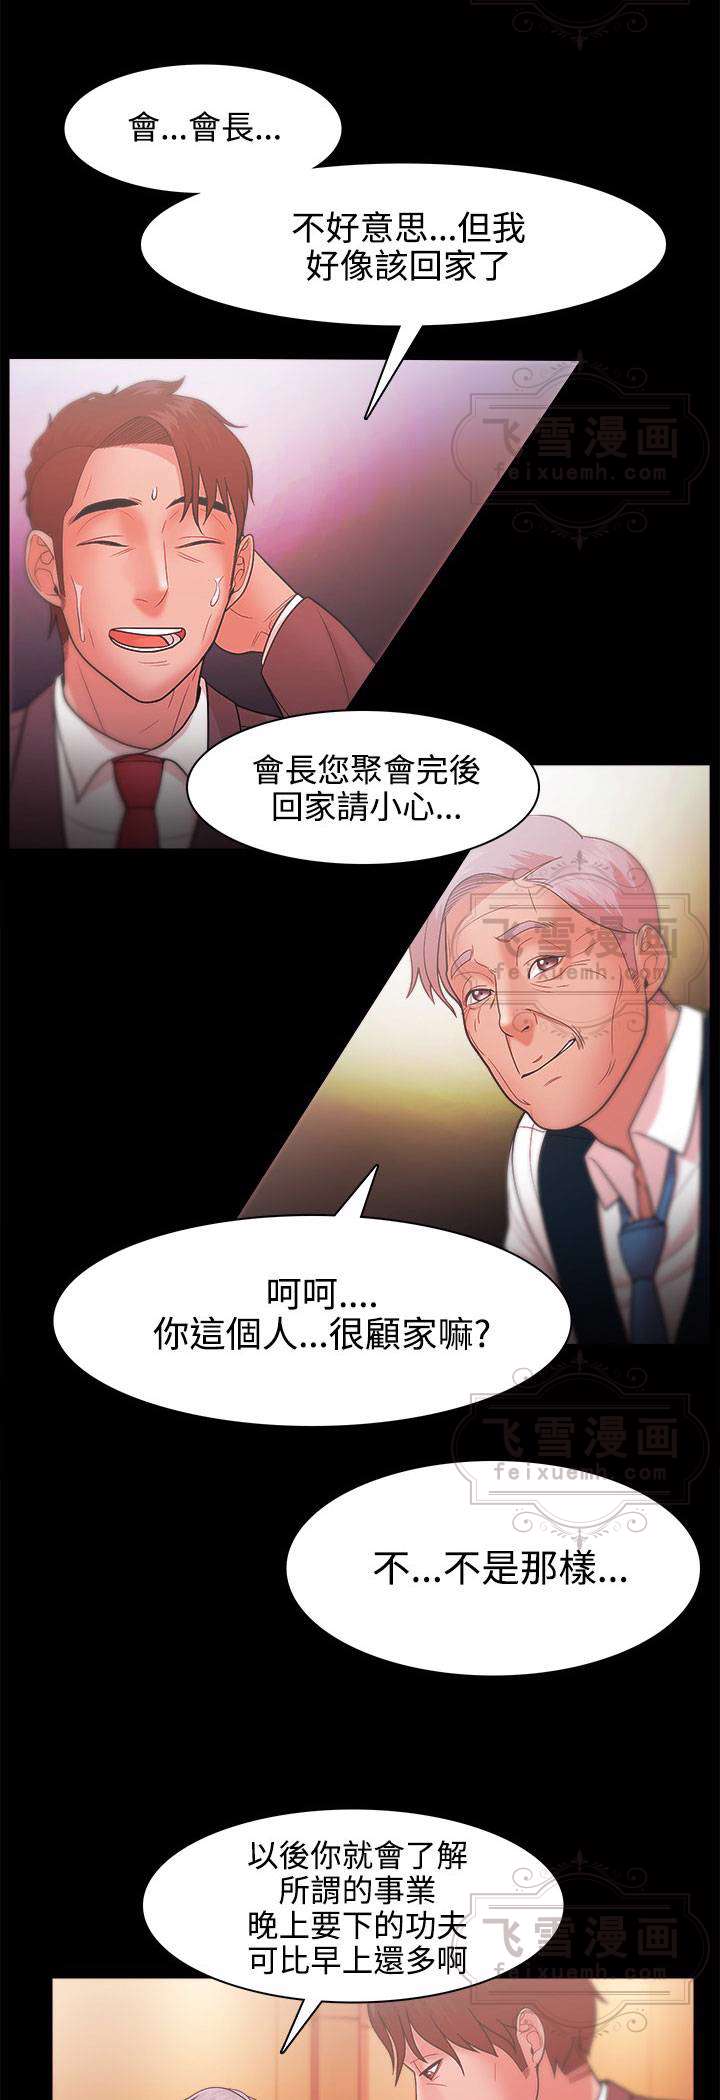 會...會長...
不好意思...但我
好像該回家了
飞雪漫画
feixuemh.com
會長您聚會完後
回家請小心...
飞雪漫画
feixuemh.com
呵呵....
你這個人...很顧家嘛?
飞雪漫画
feixuemh.com
不...不是那樣...
以後你就會了解
所謂的事業
晚上要下的功夫
可比早上還多啊
飞雪漫画
feixuemh.com